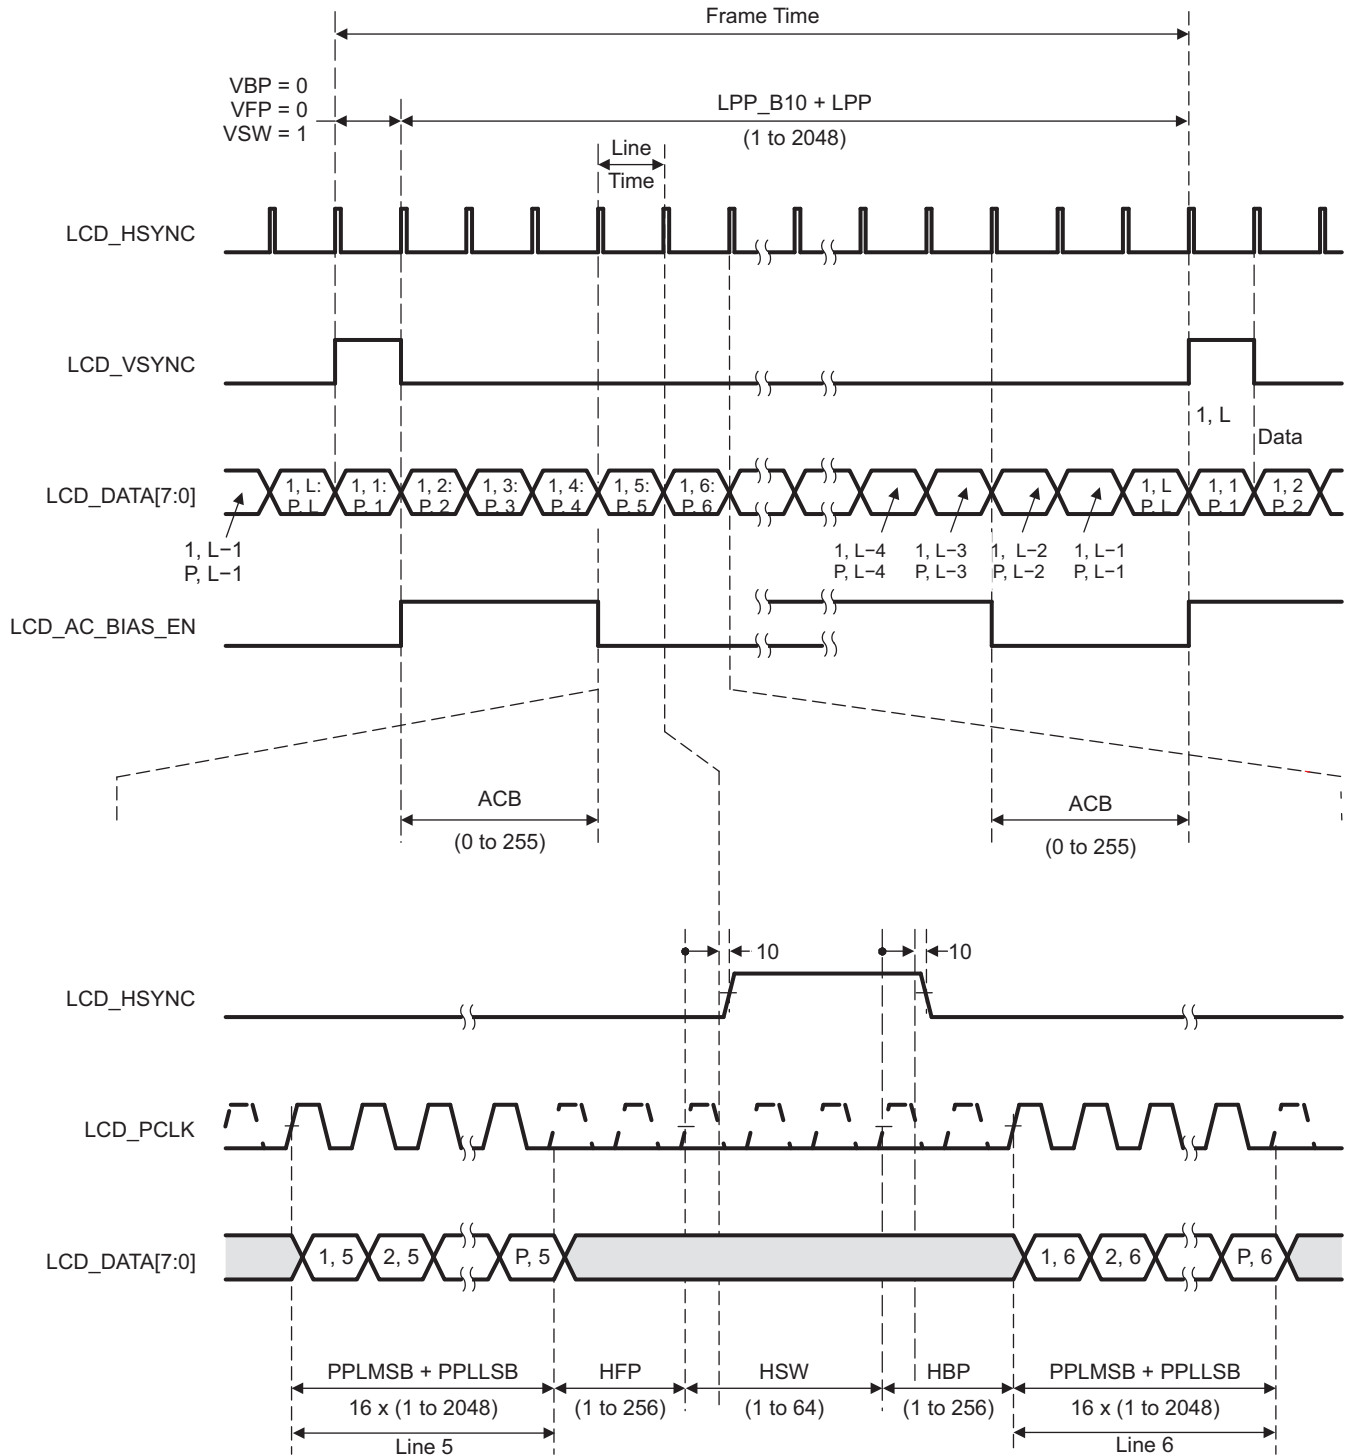 Frame Time
VBP = 0
VFP = 0
VSW = 1
LPP_B10 + LPP
(1 to 2048)
Line
Time
LCD_HSYNC
LCD_VSYNC
1, L
Data
LCD_DATA[7:0]
1, L: 1, 1: 1, 2: 1, 3: 1, 4: 1, 5: 1, 6: 1, L 1, 1 1, 2
P, L P, 1 P, 2 P, 3 P, 4 P, 5 P, 6 P, L P, 1 P, 2
1, L−1 1, L−4 1, L−3 1, L−2 1, L−1
P, L−1 P, L−4 P, L−3 P, L−2 P, L−1
LCD_AC_BIAS_EN
ACB ACB
(0 to 255) (0 to 255)
10 10
LCD_HSYNC
LCD_PCLK
LCD_DATA[7:0] 1, 5 2, 5 P, 5 1, 6 2, 6 P, 6
PPLMSB + PPLLSB HFP HSW HBP PPLMSB + PPLLSB
16 x (1 to 2048) (1 to 256) (1 to 64) (1 to 256) 16 x (1 to 2048)
Line 5 Line 6